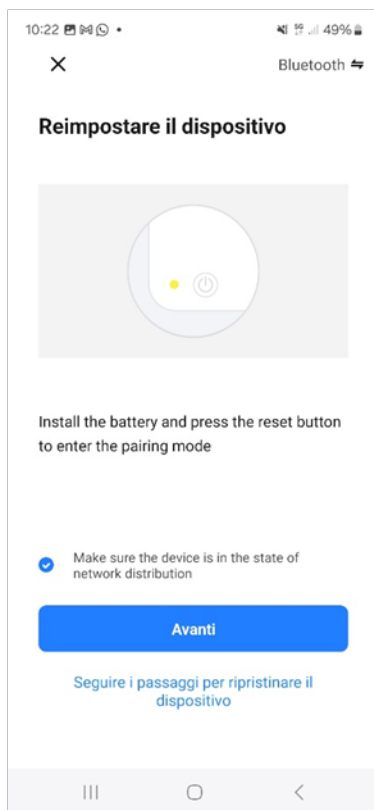 10:22
5G 49%
Bluetooth
Reimpostare il dispositivo
Install the battery and press the reset button
to enter the pairing mode
Make sure the device is in the state of
network distribution
Avanti
Seguire i passaggi per ripristinare il
dispositivo